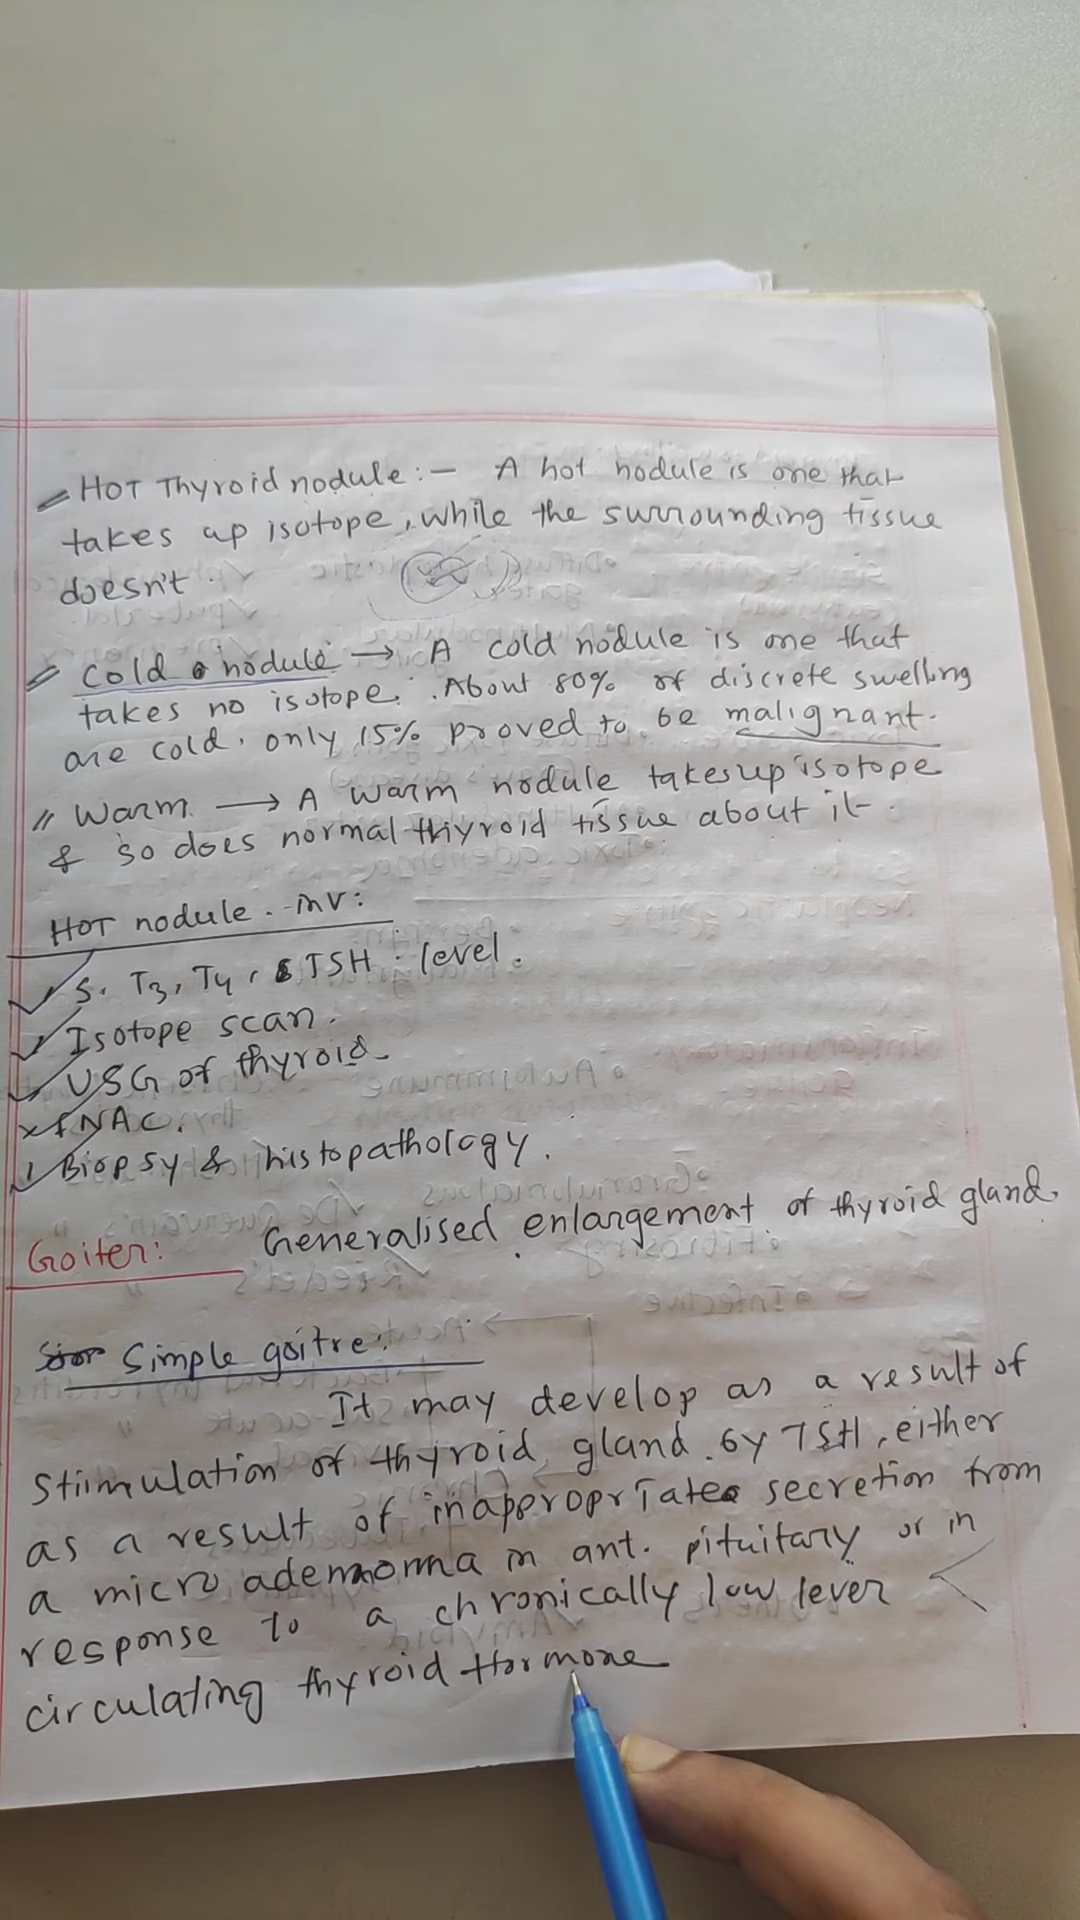 HOT Thyroid nodule :- A hot nodule is one that
takes up isotope, while the surrounding tissue
doesn't.
Cold nodule → A cold nodule is one that
takes no isotope. About 80% of discrete swelling
are cold. only 15% proved to be malignant.
" Warm → A warm nodule takes up isotope
& so does normal thyroid tissue about it.
HOT nodule. inv:
S. T3, T4, TSH level.
Isotope scan.
USG of thyroid
FNAC.
Biopsy & histopathology.
Goiter: Generalised enlargement of thyroid gland.
Simple goitre:
It may develop as a result of
Stiimulation of thyroid gland by TSH, either
as a result of inappropriate secretion from
a micro ademonma in ant. pituitary or in
response to a chronically low lever <
circulating thyroid Hormone